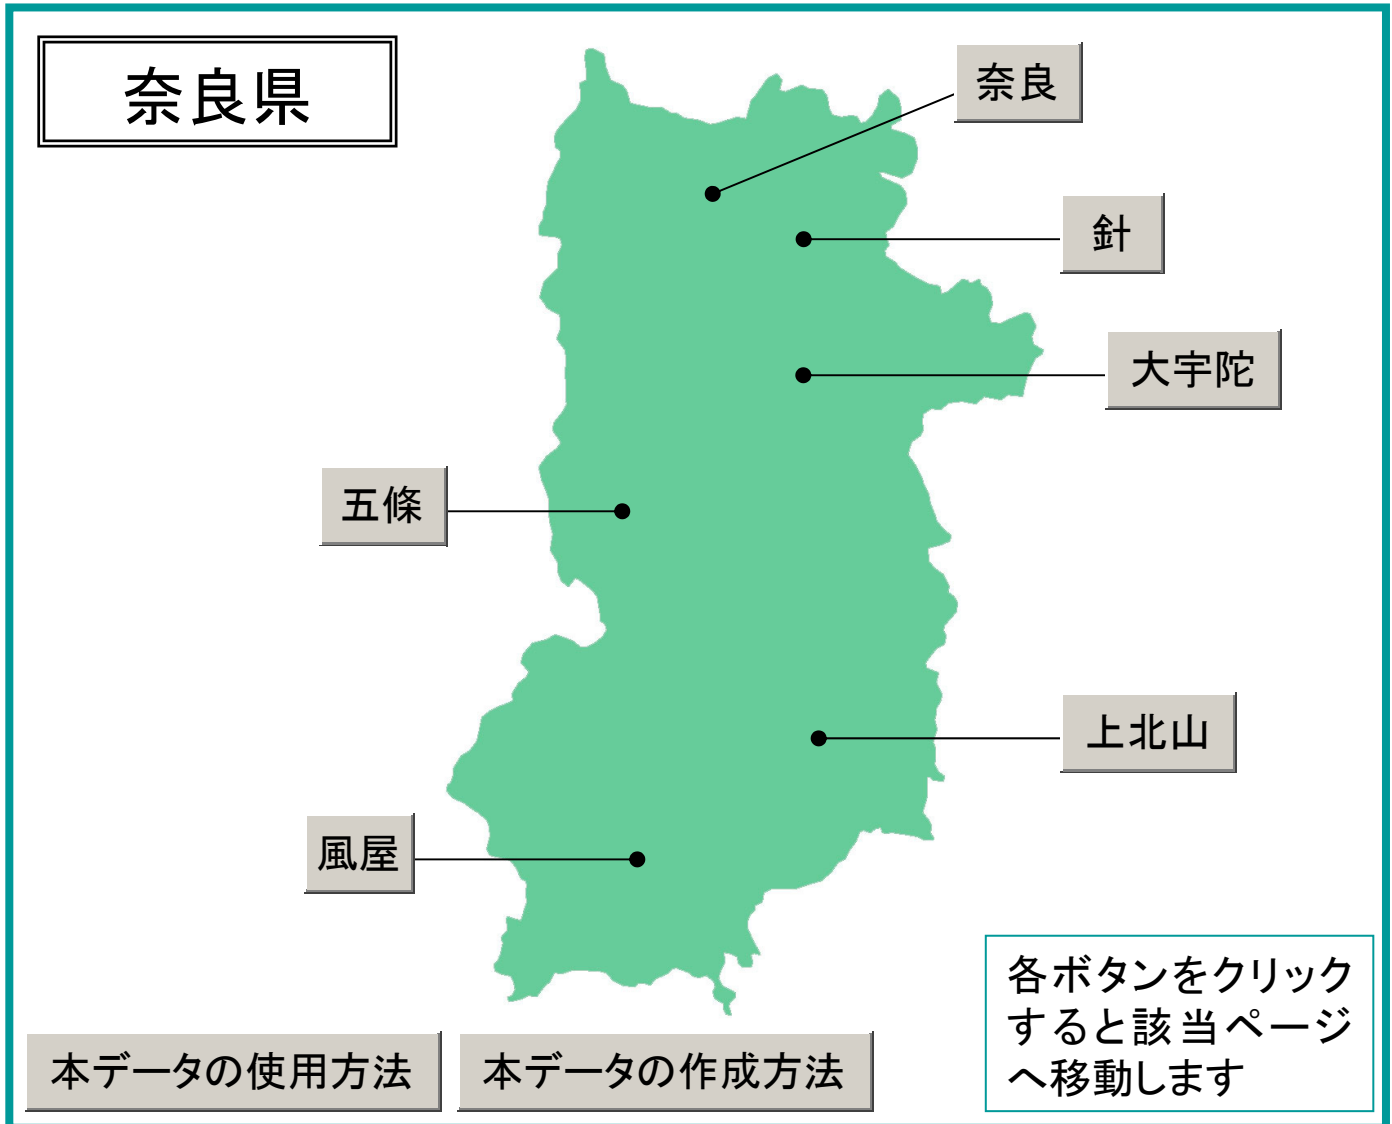 奈良県
奈良
針
大宇陀
五條
上北山
風屋
各ボタンをクリック
すると該当ページ
へ移動します
本データの使用方法
本データの作成方法